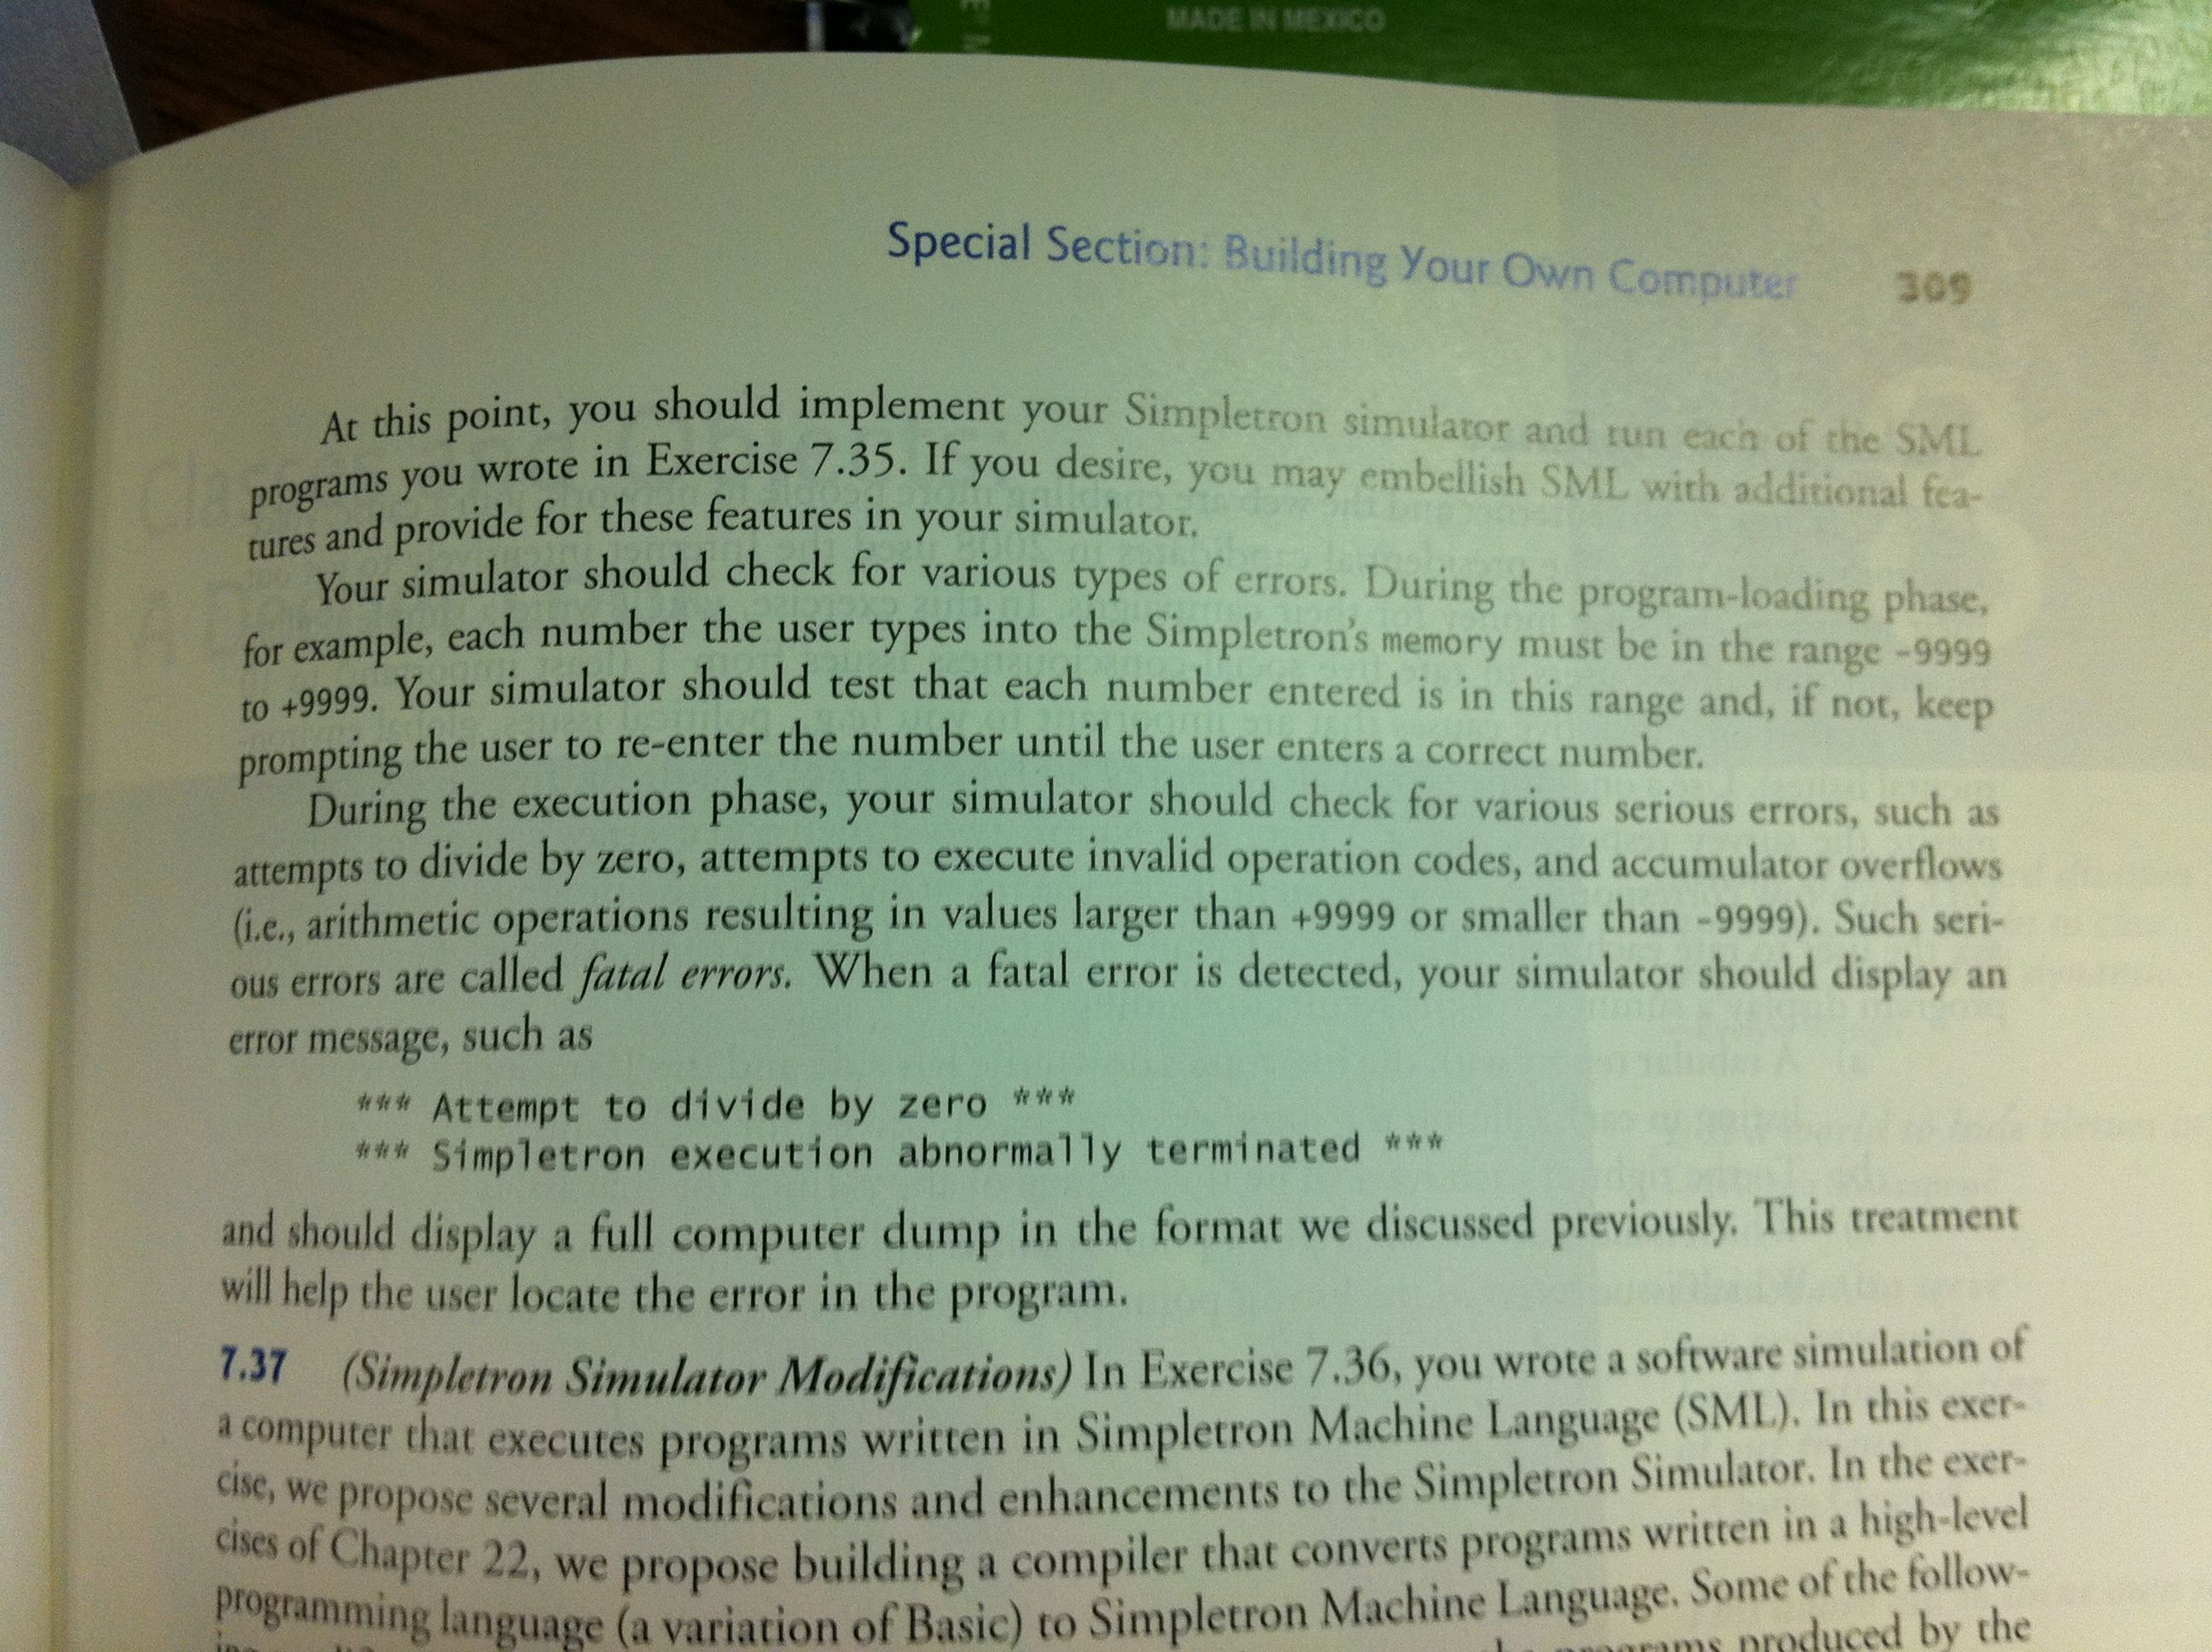 MADE IN MEXICO
Special Section: Building Your Own Computer 309
At this point, you should implement your Simpletron simulator and run each of the SML
programs you wrote in Exercise 7.35. If you desire, you may embellish SML with additional fea-
tures and provide for these features in your simulator.
Your simulator should check for various types of errors. During the program-loading phase,
for example, each number the user types into the Simpletron's memory must be in the range -9999
to +9999. Your simulator should test that each number entered is in this range and, if not, keep
prompting the user to re-enter the number until the user enters a correct number.
During the execution phase, your simulator should check for various serious errors, such as
attempts to divide by zero, attempts to execute invalid operation codes, and accumulator overflows
(i.e., arithmetic operations resulting in values larger than +9999 or smaller than -9999). Such seri-
ous errors are called fatal errors. When a fatal error is detected, your simulator should display an
error message, such as
*** Attempt to divide by zero ***
*** Simpletron execution abnormally terminated ***
and should display a full computer dump in the format we discussed previously. This treatment
will help the user locate the error in the program.
7.37 (Simpletron Simulator Modifications) In Exercise 7.36, you wrote a software simulation of
a computer that executes programs written in Simpletron Machine Language (SML). In this exer-
cise, we propose several modifications and enhancements to the Simpletron Simulator. In the exer-
cises of Chapter 22, we propose building a compiler that converts programs written in a high-level
programming language (a variation of Basic) to Simpletron Machine Language. Some of the follow-
programs produced by the